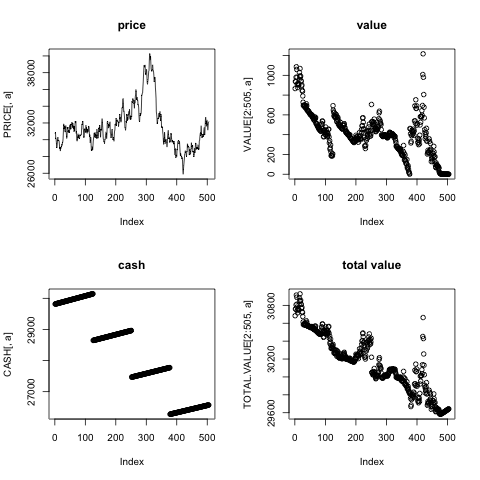 price
PRICE[, a]
26000 32000 38000
0 100 200 300 400 500
Index
value
VALUE[2:505, a]
0 200 600 1000
0 100 200 300 400 500
Index
cash
CASH[, a]
27000 29000
0 100 200 300 400 500
Index
total value
TOTAL.VALUE[2:505, a]
29600 30200 30800
0 100 200 300 400 500
Index